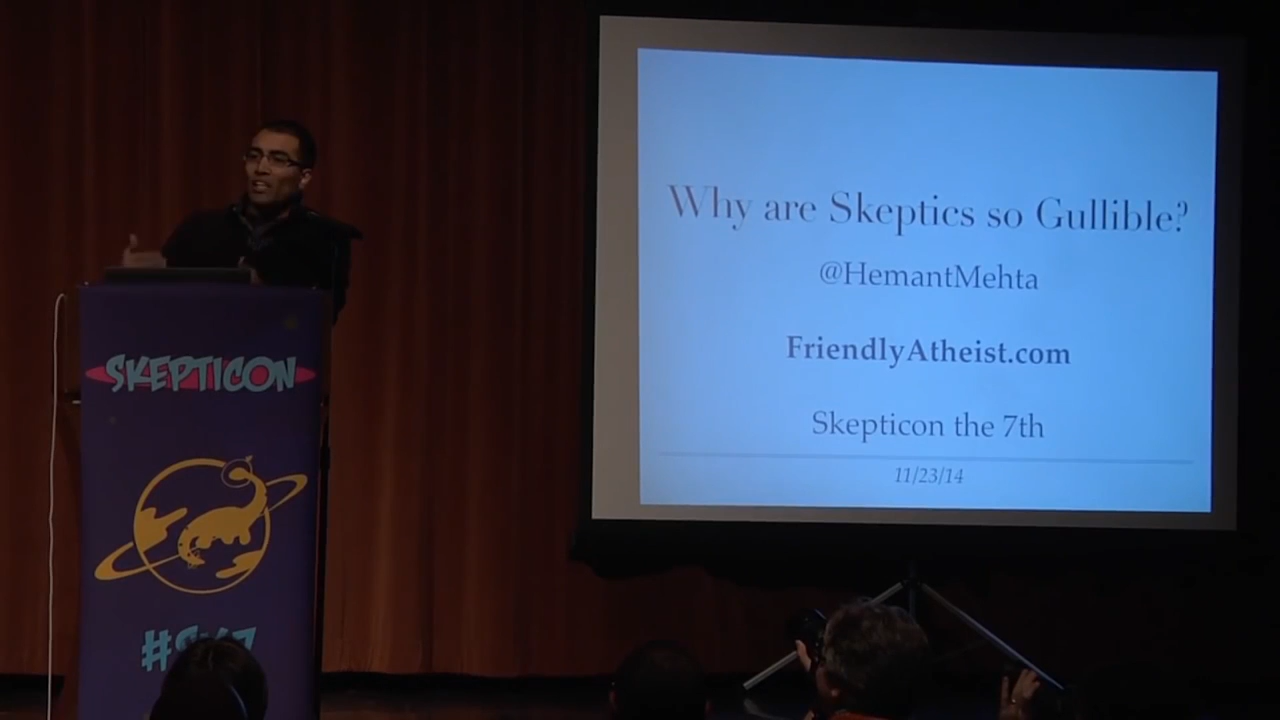 Why are Skeptics so Gullible?
@HemantMehta
FriendlyAtheist.com
Skepticon the 7th
11/23/14
SKEPTICON